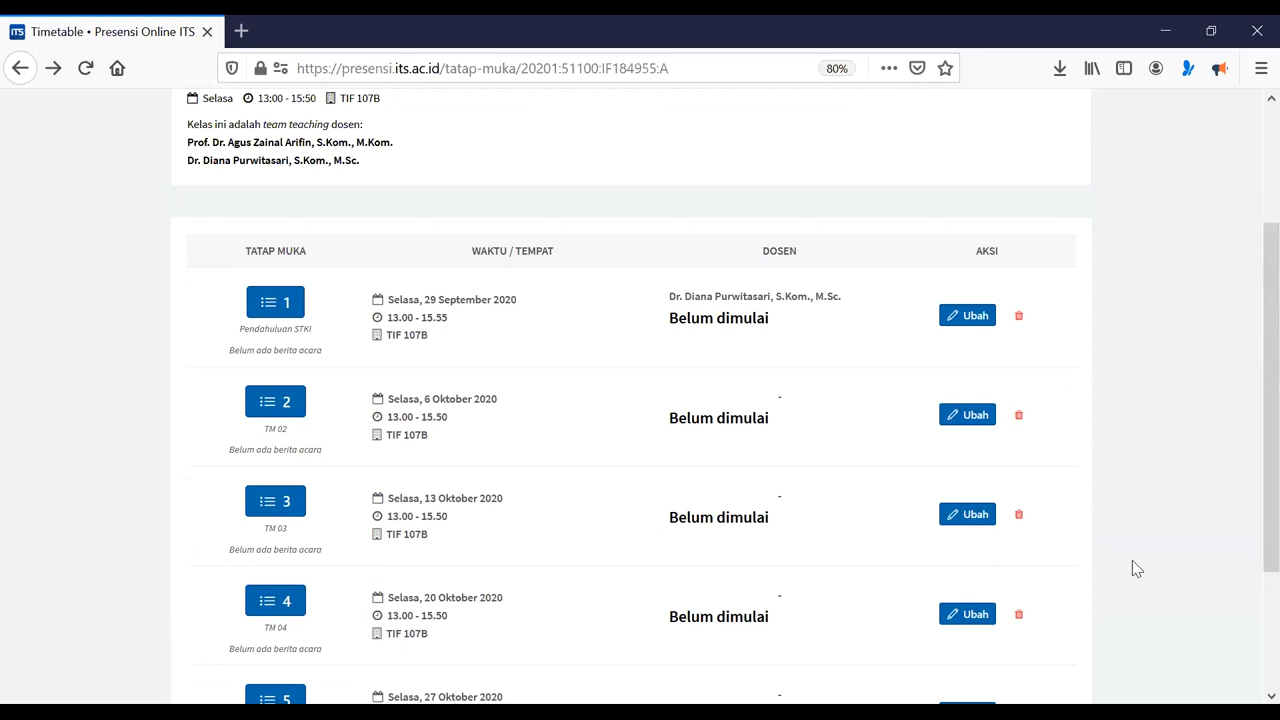 Timetable • Presensi Online ITS
https://presensi.its.ac.id/tatap-muka/20201:51100:IF184955:A
80%
Selasa 13:00 - 15:50 TIF 107B
Kelas ini adalah team teaching dosen:
Prof. Dr. Agus Zainal Arifin, S.Kom., M.Kom.
Dr. Diana Purwitasari, S.Kom., M.Sc.
TATAP MUKA WAKTU / TEMPAT DOSEN AKSI
1
Pendahuluan STKI
Belum ada berita acara
Selasa, 29 September 2020
13.00 - 15.55
TIF 107B
Dr. Diana Purwitasari, S.Kom., M.Sc.
Belum dimulai
Ubah
2
TM 02
Belum ada berita acara
Selasa, 6 Oktober 2020
13.00 - 15.50
TIF 107B
-
Belum dimulai
Ubah
3
TM 03
Belum ada berita acara
Selasa, 13 Oktober 2020
13.00 - 15.50
TIF 107B
-
Belum dimulai
Ubah
4
TM 04
Belum ada berita acara
Selasa, 20 Oktober 2020
13.00 - 15.50
TIF 107B
-
Belum dimulai
Ubah
5
Selasa, 27 Oktober 2020
-